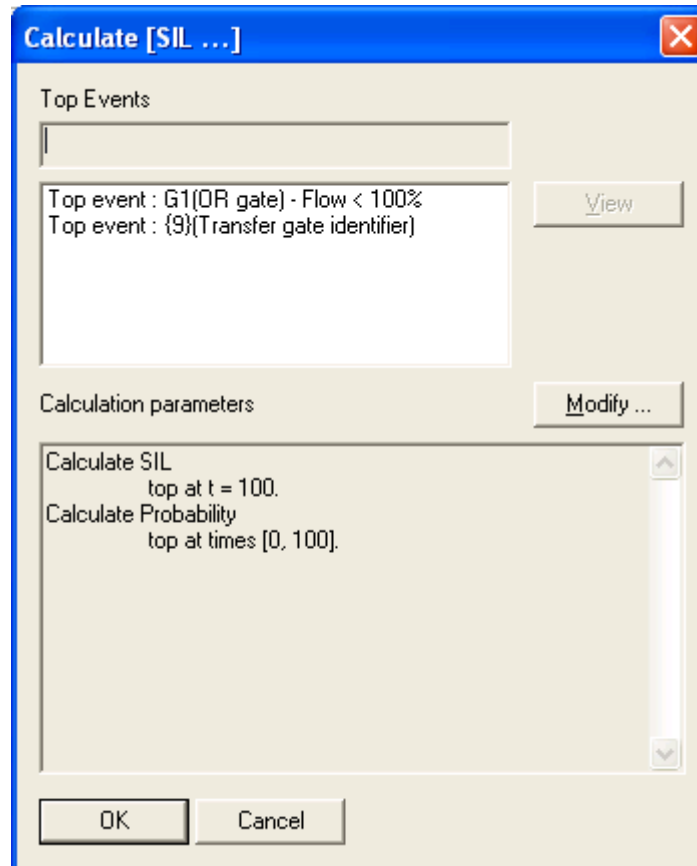 Calculate [SIL ...]
Top Events
Top event : G1(OR gate) - Flow < 100%
Top event : {9}(Transfer gate identifier)
View
Calculation parameters
Modify ...
Calculate SIL
top at t = 100.
Calculate Probability
top at times [0, 100].
OK
Cancel